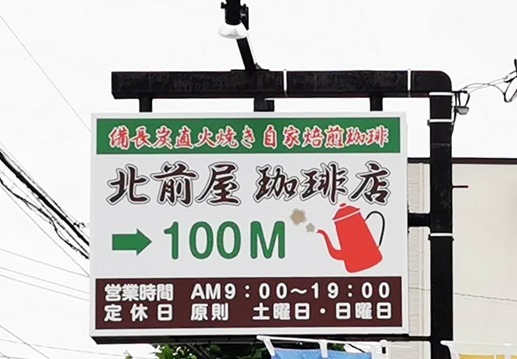 備長炭直火焼き自家焙煎珈琲
北前屋 珈琲店
➡100M
営業時間 AM9:00〜19:00
定休日 原則 土曜日・日曜日